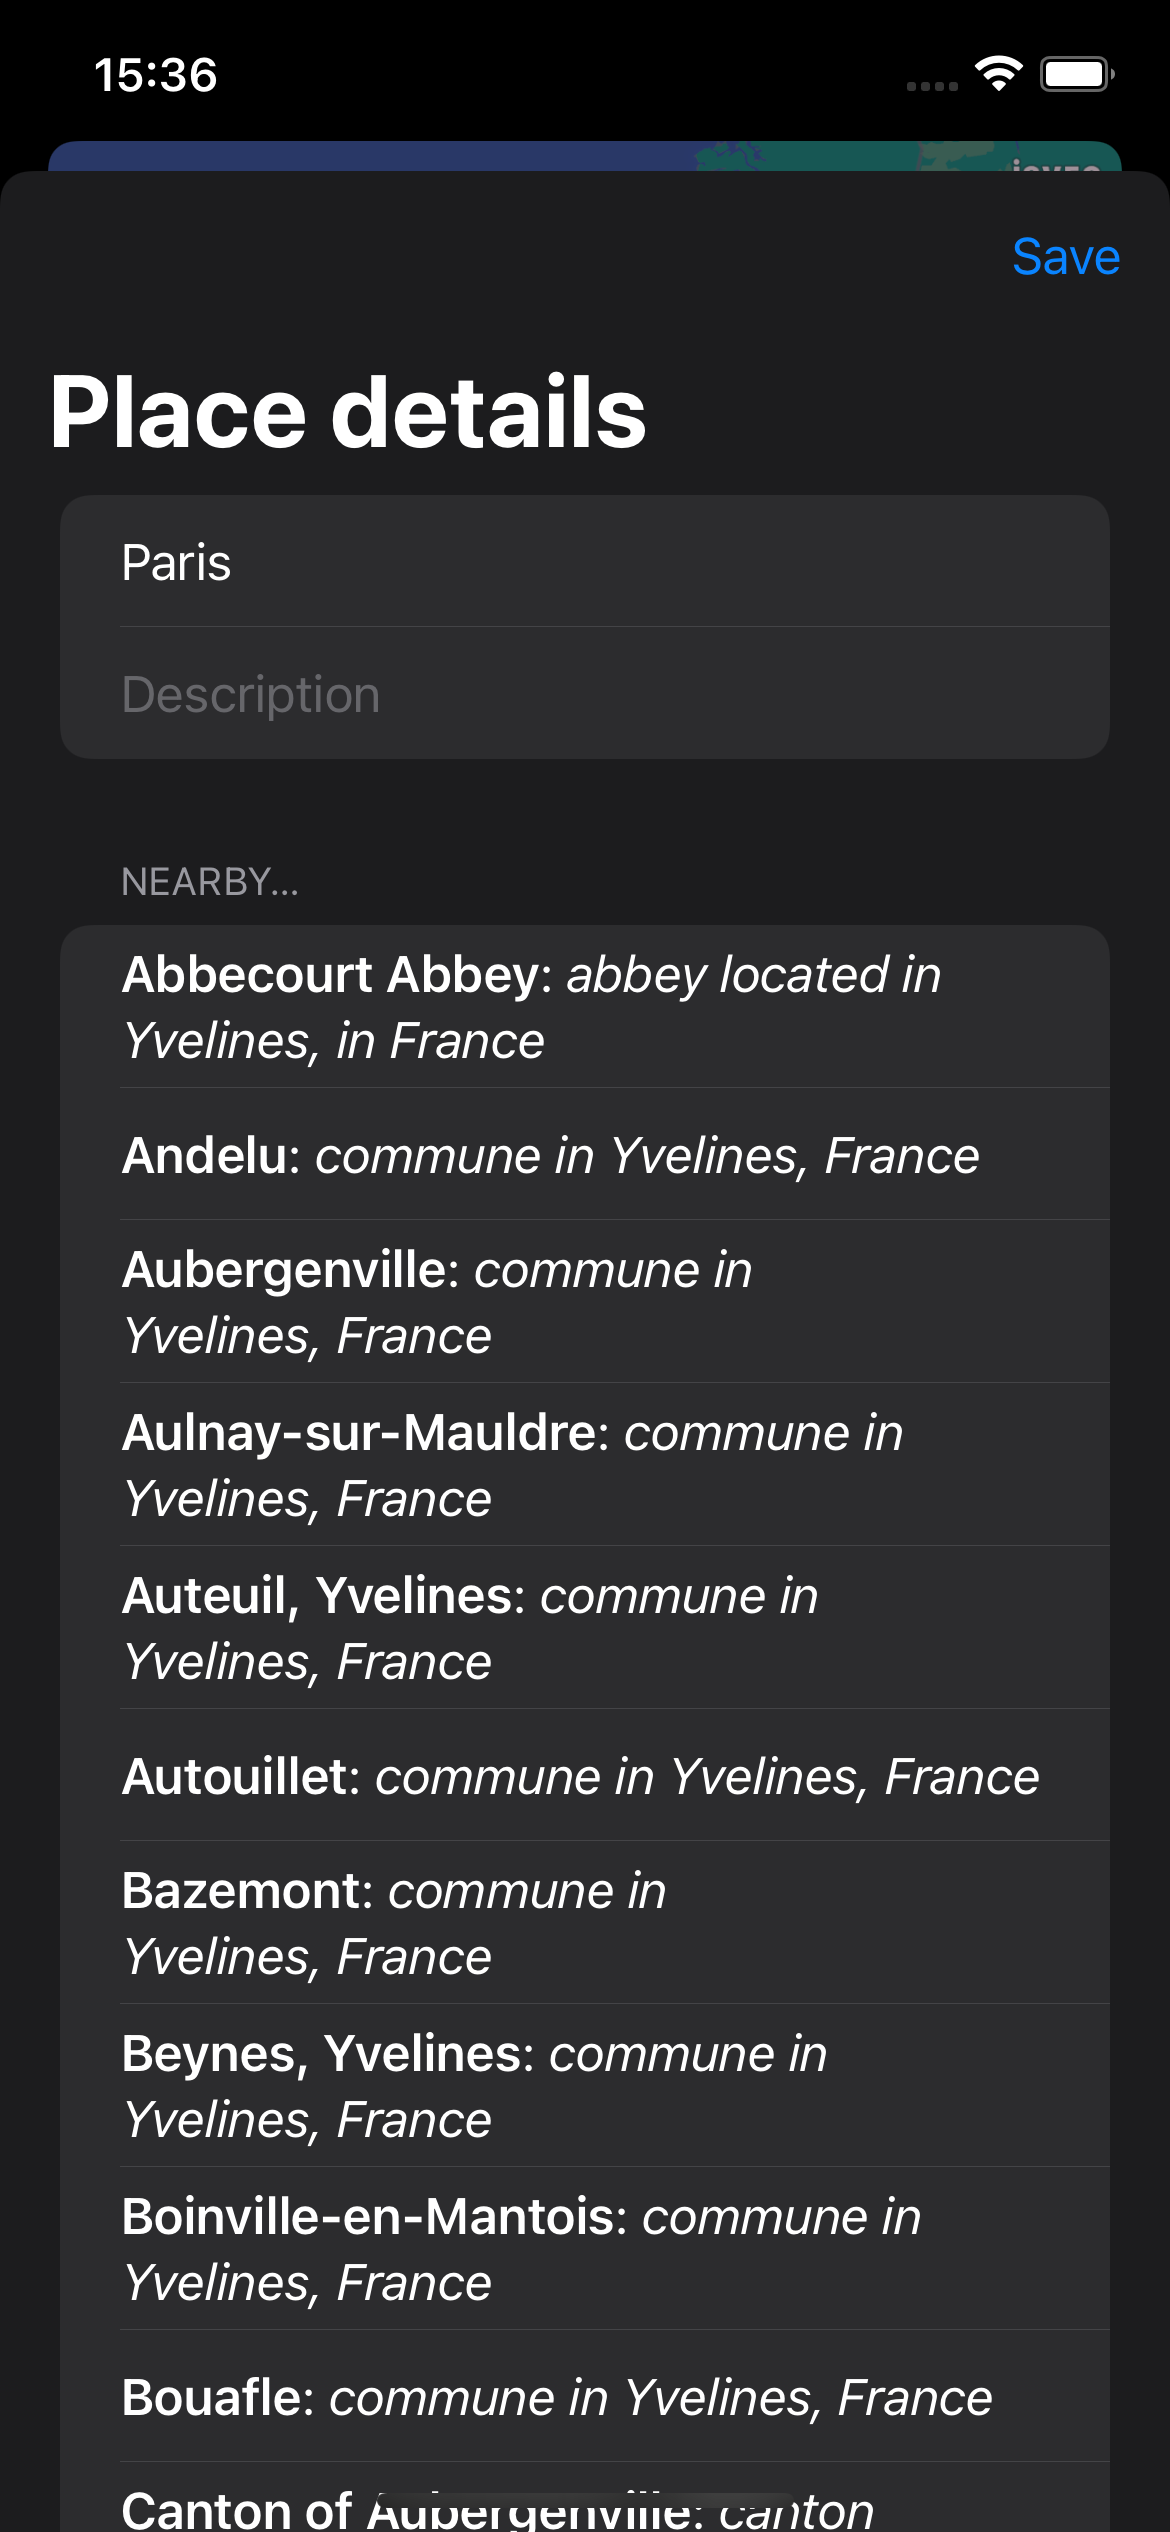 15:36
Save
Place details
Paris
Description
NEARBY...
Abbecourt Abbey: abbey located in
Yvelines, in France
Andelu: commune in Yvelines, France
Aubergenville: commune in
Yvelines, France
Aulnay-sur-Mauldre: commune in
Yvelines, France
Auteuil, Yvelines: commune in
Yvelines, France
Autouillet: commune in Yvelines, France
Bazemont: commune in
Yvelines, France
Beynes, Yvelines: commune in
Yvelines, France
Boinville-en-Mantois: commune in
Yvelines, France
Bouafle: commune in Yvelines, France
Canton of Aubergenville: canton